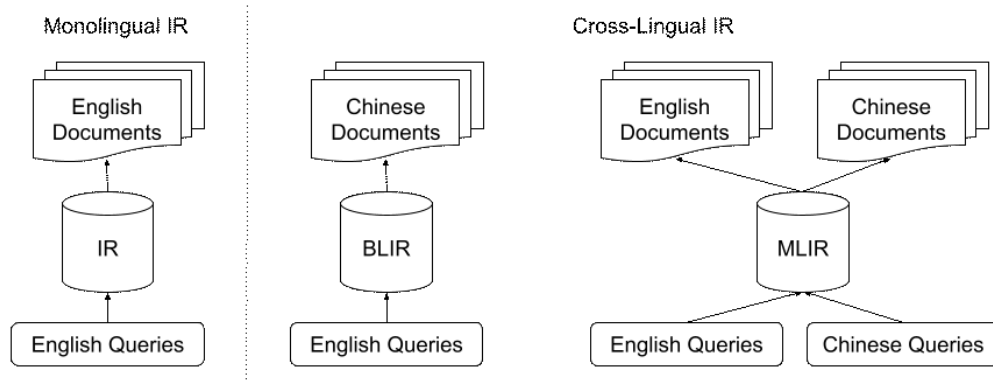 Monolingual IR
Cross-Lingual IR
English
Documents
Chinese
Documents
English
Documents
Chinese
Documents
IR
BLIR
MLIR
English Queries
English Queries
English Queries
Chinese Queries